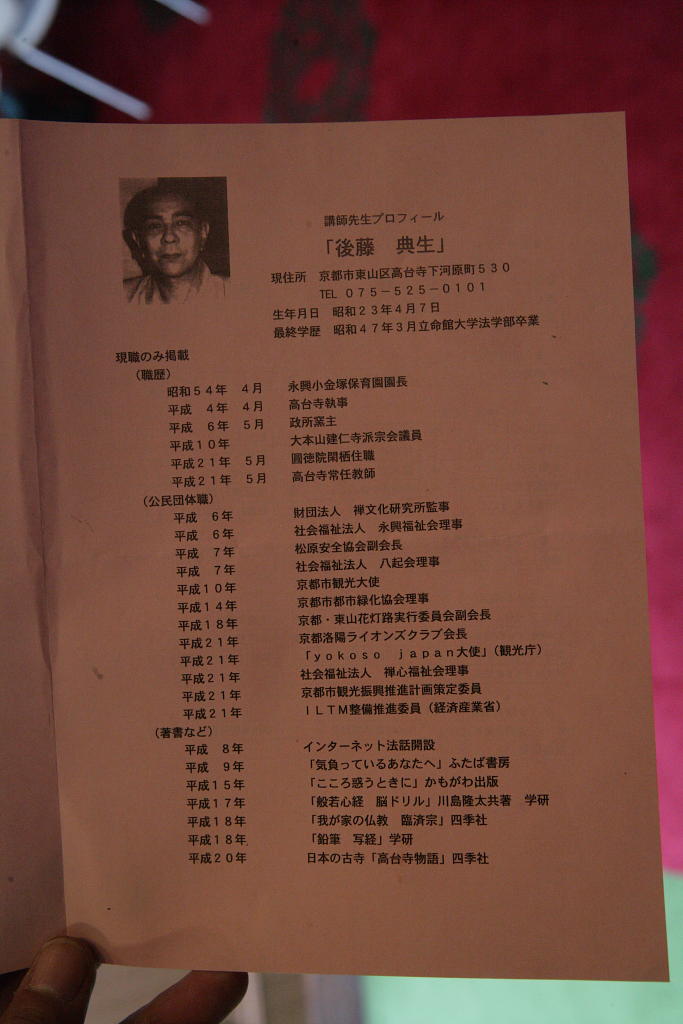 講師先生プロフィール
「後藤　典生」
現住所　京都市東山区高台寺下河原町５３０
ＴＥＬ ０７５－５２５－０１０１
生年月日　昭和２３年４月７日
最終学歴　昭和４７年３月立命館大学法学部卒業
現職のみ掲載
（職歴）
昭和５４年　４月　永興小金塚保育園園長
平成　４年　４月　高台寺執事
平成　６年　５月　政所窯主
平成１０年　大本山建仁寺派宗会議員
平成２１年　５月　圓徳院閑栖住職
平成２１年　５月　高台寺常任教師
（公民団体職）
平成　６年　財団法人　禅文化研究所監事
平成　６年　社会福祉法人　永興福祉会理事
平成　７年　松原安全協会副会長
平成　７年　社会福祉法人　八起会理事
平成１０年　京都市観光大使
平成１４年　京都市都市緑化協会理事
平成１８年　京都・東山花灯路実行委員会副会長
平成２１年　京都洛陽ライオンズクラブ会長
平成２１年　「ｙｏｋｏｓｏ　ｊａｐａｎ大使」（観光庁）
平成２１年　社会福祉法人　禅心福祉会理事
平成２１年　京都市観光振興推進計画策定委員
平成２１年　ＩＬＴＭ整備推進委員（経済産業省）
（著書など）
平成　８年　インターネット法話開設
平成　９年　「気負っているあなたへ」ふたば書房
平成１５年　「こころ惑うときに」かもがわ出版
平成１７年　「般若心経　脳ドリル」川島隆太共著　学研
平成１８年　「我が家の仏教　臨済宗」四季社
平成１８年　「鉛筆　写経」学研
平成２０年　日本の古寺「高台寺物語」四季社